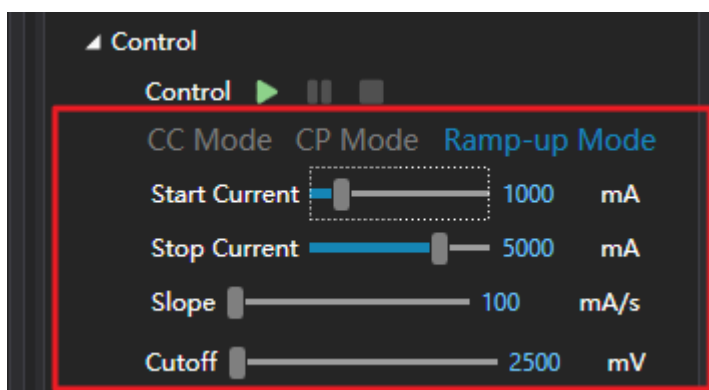 Control
Control
CC Mode CP Mode Ramp-up Mode
Start Current 1000 mA
Stop Current 5000 mA
Slope 100 mA/s
Cutoff 2500 mV